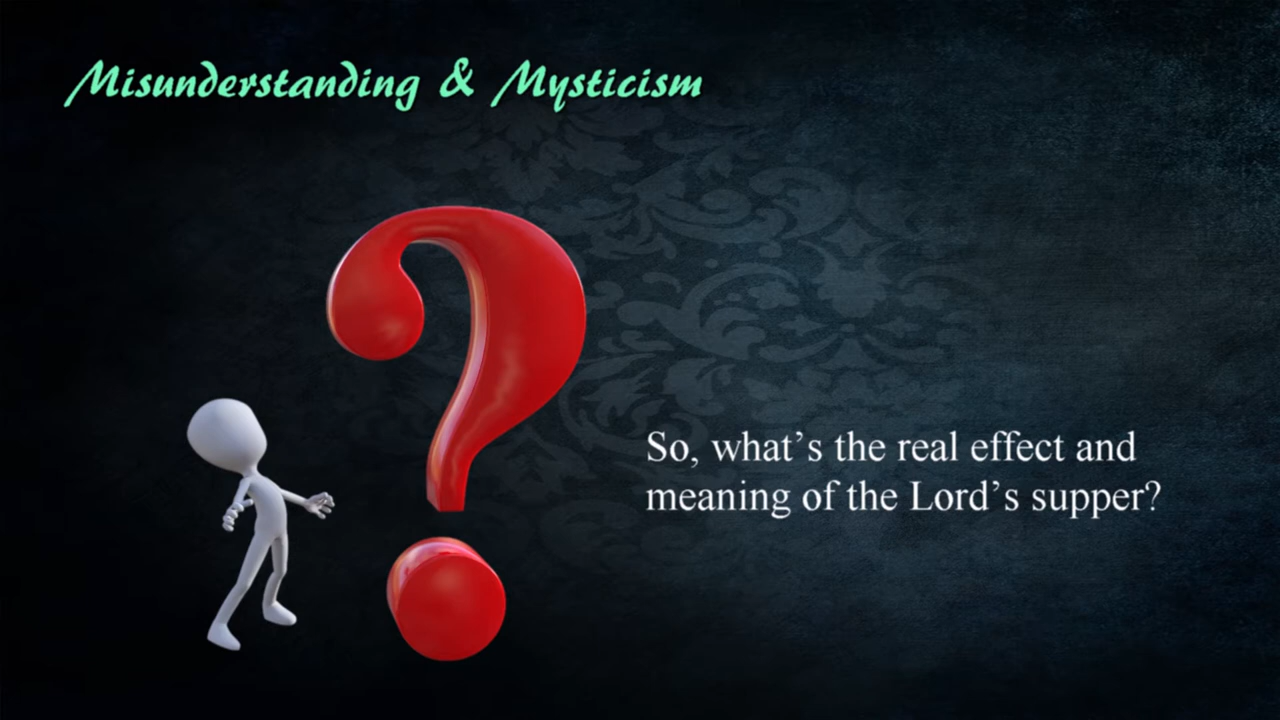 Misunderstanding & Mysticism
So, what’s the real effect and
meaning of the Lord’s supper?